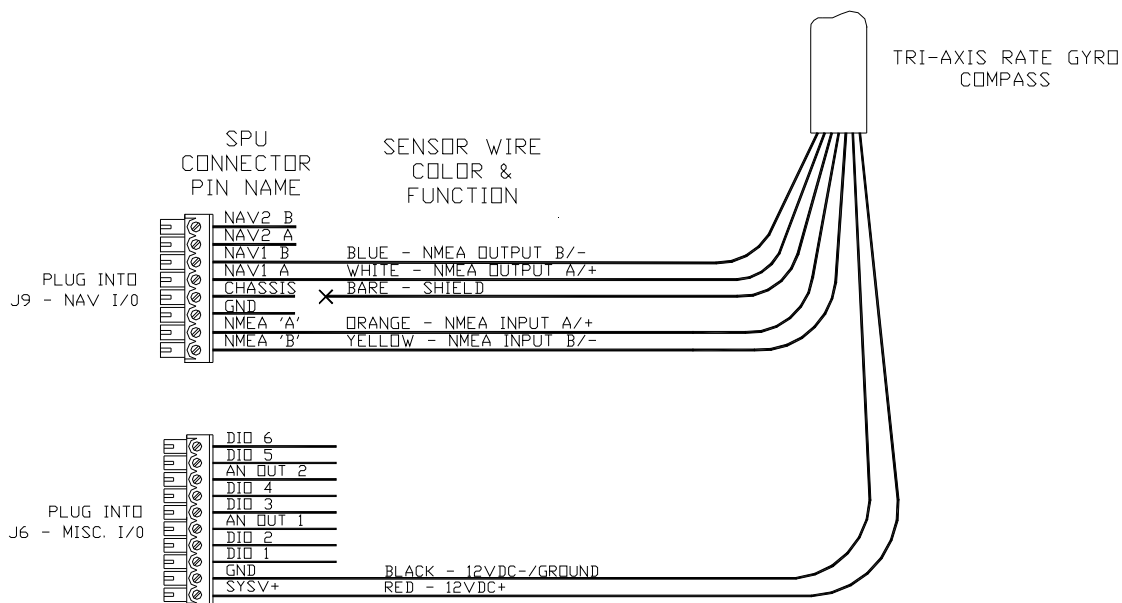 TRI-AXIS RATE GYRO
COMPASS
SPU
CONNECTOR
PIN NAME
SENSOR WIRE
COLOR &
FUNCTION
PLUG INTO
J9 - NAV I/O
NAV2 B
NAV2 A
NAV1 B BLUE - NMEA OUTPUT B/-
NAV1 A WHITE - NMEA OUTPUT A/+
CHASSIS BARE - SHIELD
GND
NMEA 'A' ORANGE - NMEA INPUT A/+
NMEA 'B' YELLOW - NMEA INPUT B/-
PLUG INTO
J6 - MISC. I/O
DIO 6
DIO 5
AN OUT 2
DIO 4
DIO 3
AN OUT 1
DIO 2
DIO 1
GND BLACK - 12VDC-/GROUND
SYSV+ RED - 12VDC+